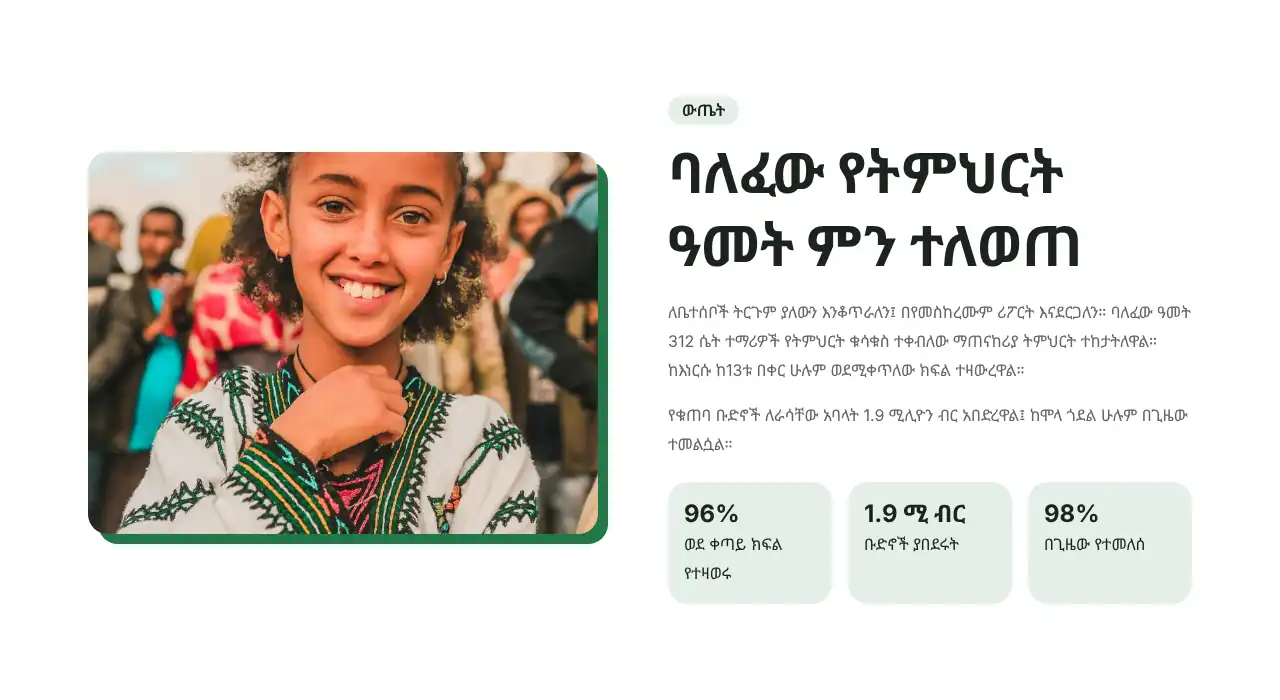 ውጤት
ባለፈው የትምህርት
ዓመት ምን ተለወጠ
ለቤተሰቦች ትርጉም ያለውን እንቆጥራለን፤ በየመስከረሙም ሪፖርት እናደርጋለን። ባለፈው ዓመት
312 ሴት ተማሪዎች የትምህርት ቁሳቁስ ተቀብለው ማጠናከሪያ ትምህርት ተከታትለዋል።
ከእነርሱ ከ13ቱ በቀር ሁሉም ወደሚቀጥለው ክፍል ተዛውረዋል።
የቁጠባ ቡድኖች ለራሳቸው አባላት 1.9 ሚሊዮን ብር አበድረዋል፤ ከሞላ ጎደል ሁሉም በጊዜው
ተመልሷል።
96%
ወደ ቀጣይ ክፍል
የተዛወሩ
1.9 ሚ ብር
ቡድኖች ያበደሩት
98%
በጊዜው የተመለሰ